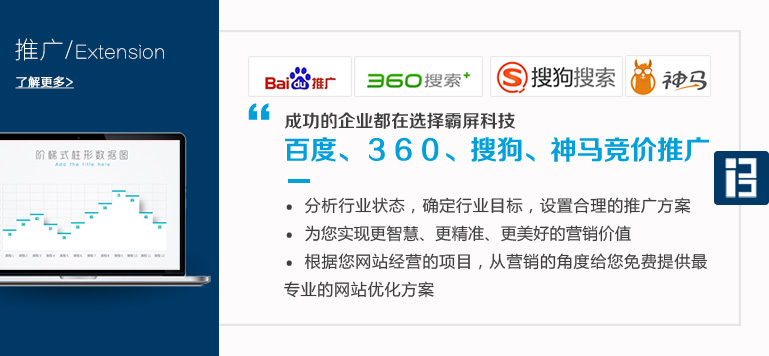 推广/Extension
了解更多>
阶梯式柱形数据图
Add the title here
Bai du 推广
360搜索+
搜狗搜索
神马
成功的企业都在选择霸屏科技
百度、360、搜狗、神马竞价推广
• 分析行业状态，确定行业目标，设置合理的推广方案
• 为您实现更智慧、更精准、更美好的营销价值
• 根据您网站经营的项目，从营销的角度给您免费提供最
专业的网站优化方案